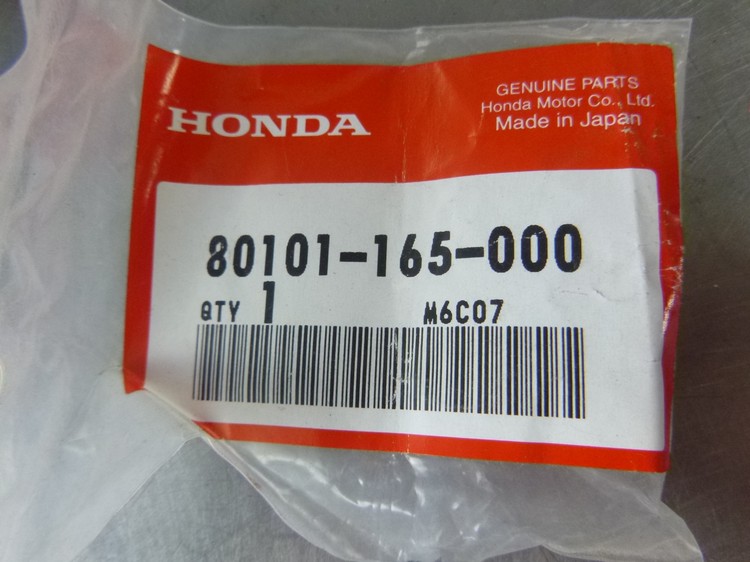 HONDA
GENUINE PARTS
Honda Motor Co., Ltd.
Made in Japan
80101-165-000
QTY 1 M6C07